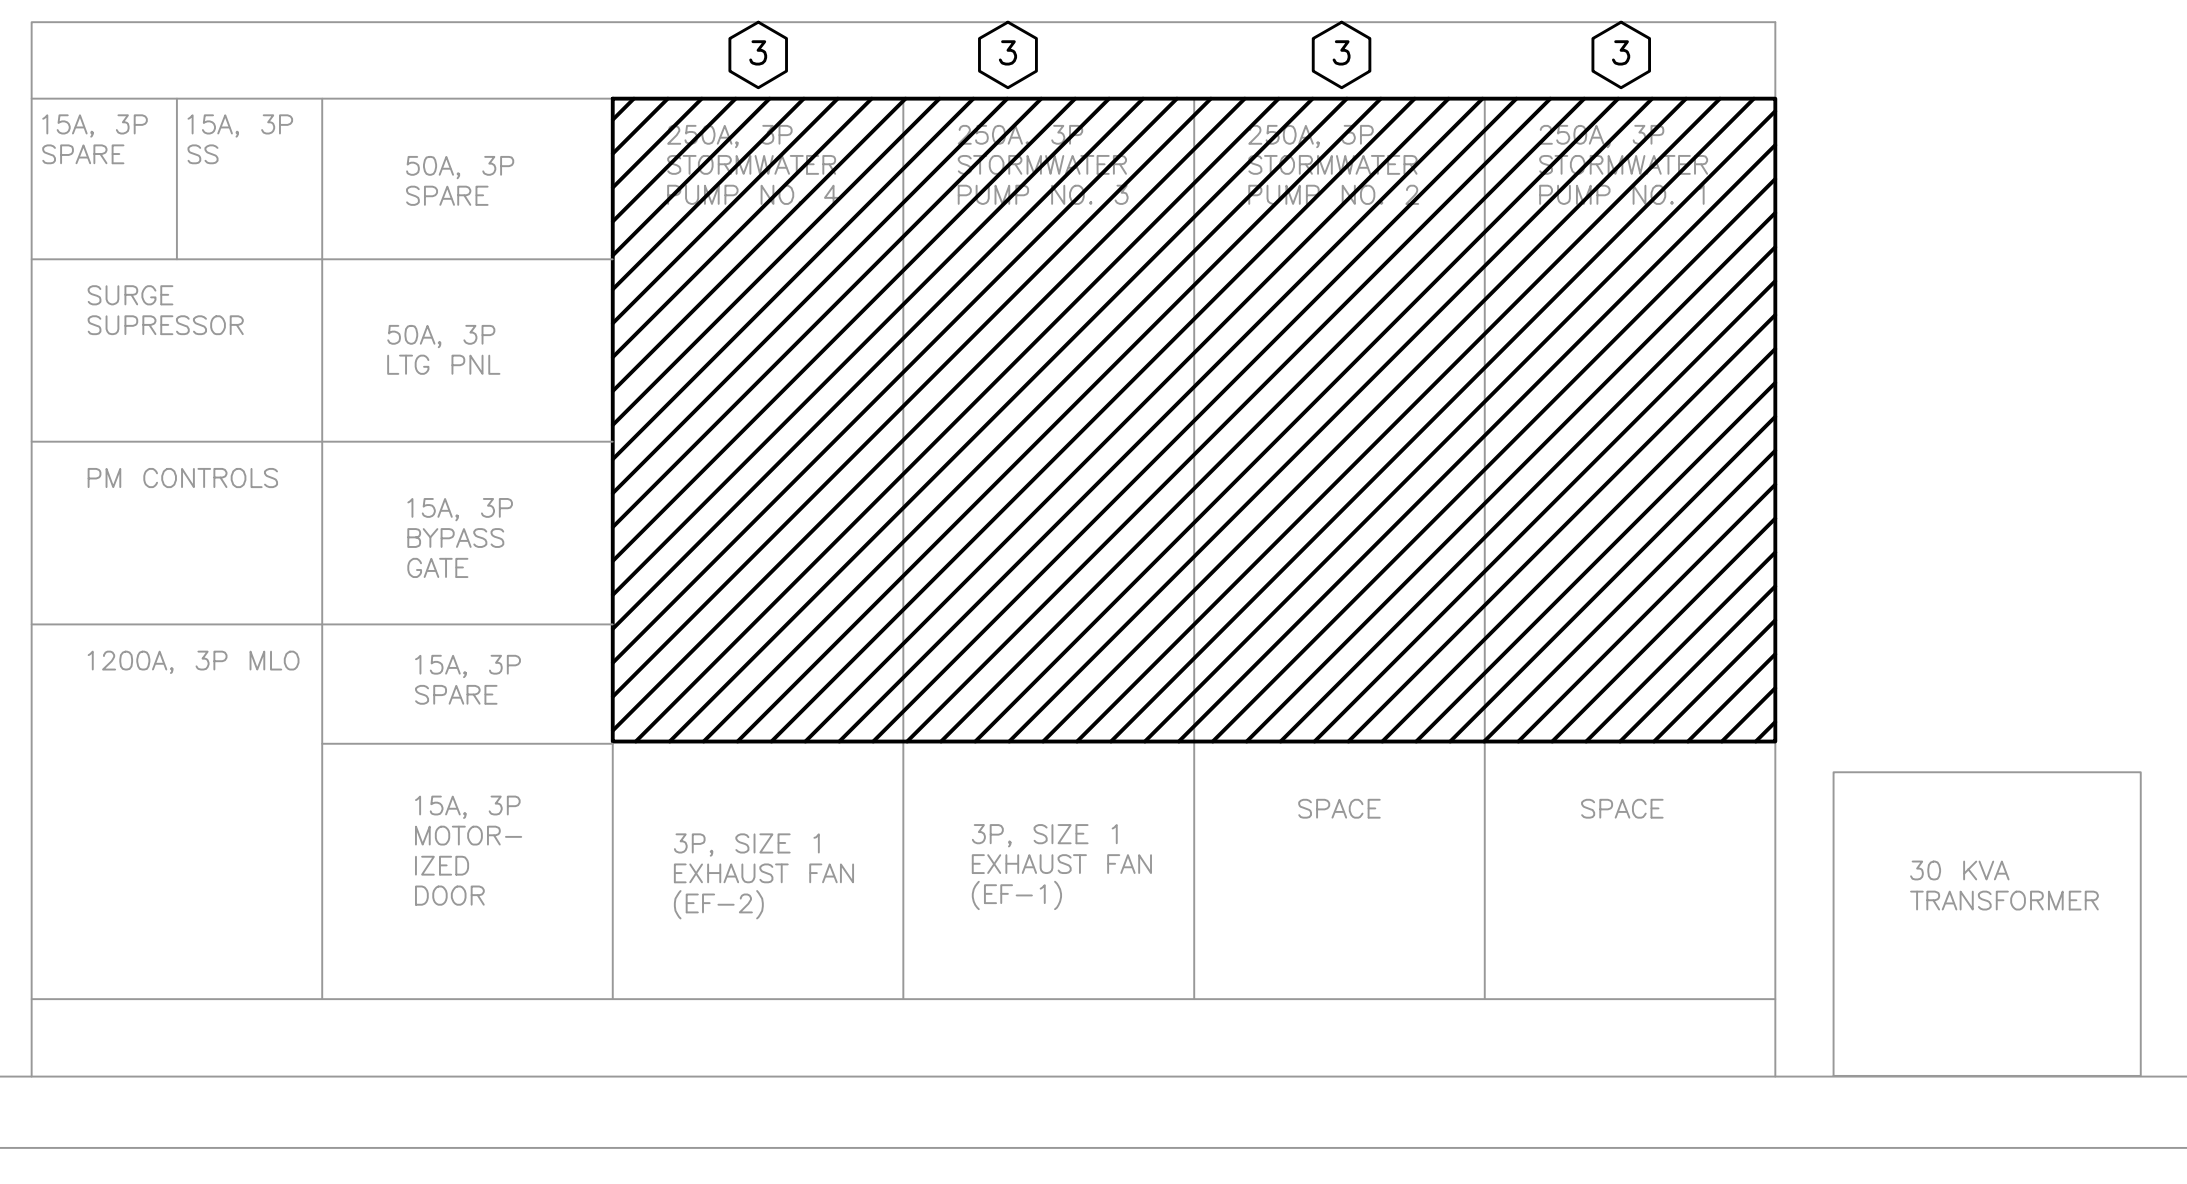 3
3
3
3
15A, 3P
SPARE
15A, 3P
SS
50A, 3P
SPARE
250A, 3P
STORMWATER
PUMP NO. 4
250A, 3P
STORMWATER
PUMP NO. 3
250A, 3P
STORMWATER
PUMP NO. 2
250A, 3P
STORMWATER
PUMP NO. 1
SURGE
SUPRESSOR
50A, 3P
LTG PNL
PM CONTROLS
15A, 3P
BYPASS
GATE
1200A, 3P MLO
15A, 3P
SPARE
15A, 3P
MOTOR-
IZED
DOOR
3P, SIZE 1
EXHAUST FAN
(EF-2)
3P, SIZE 1
EXHAUST FAN
(EF-1)
SPACE
SPACE
30 KVA
TRANSFORMER